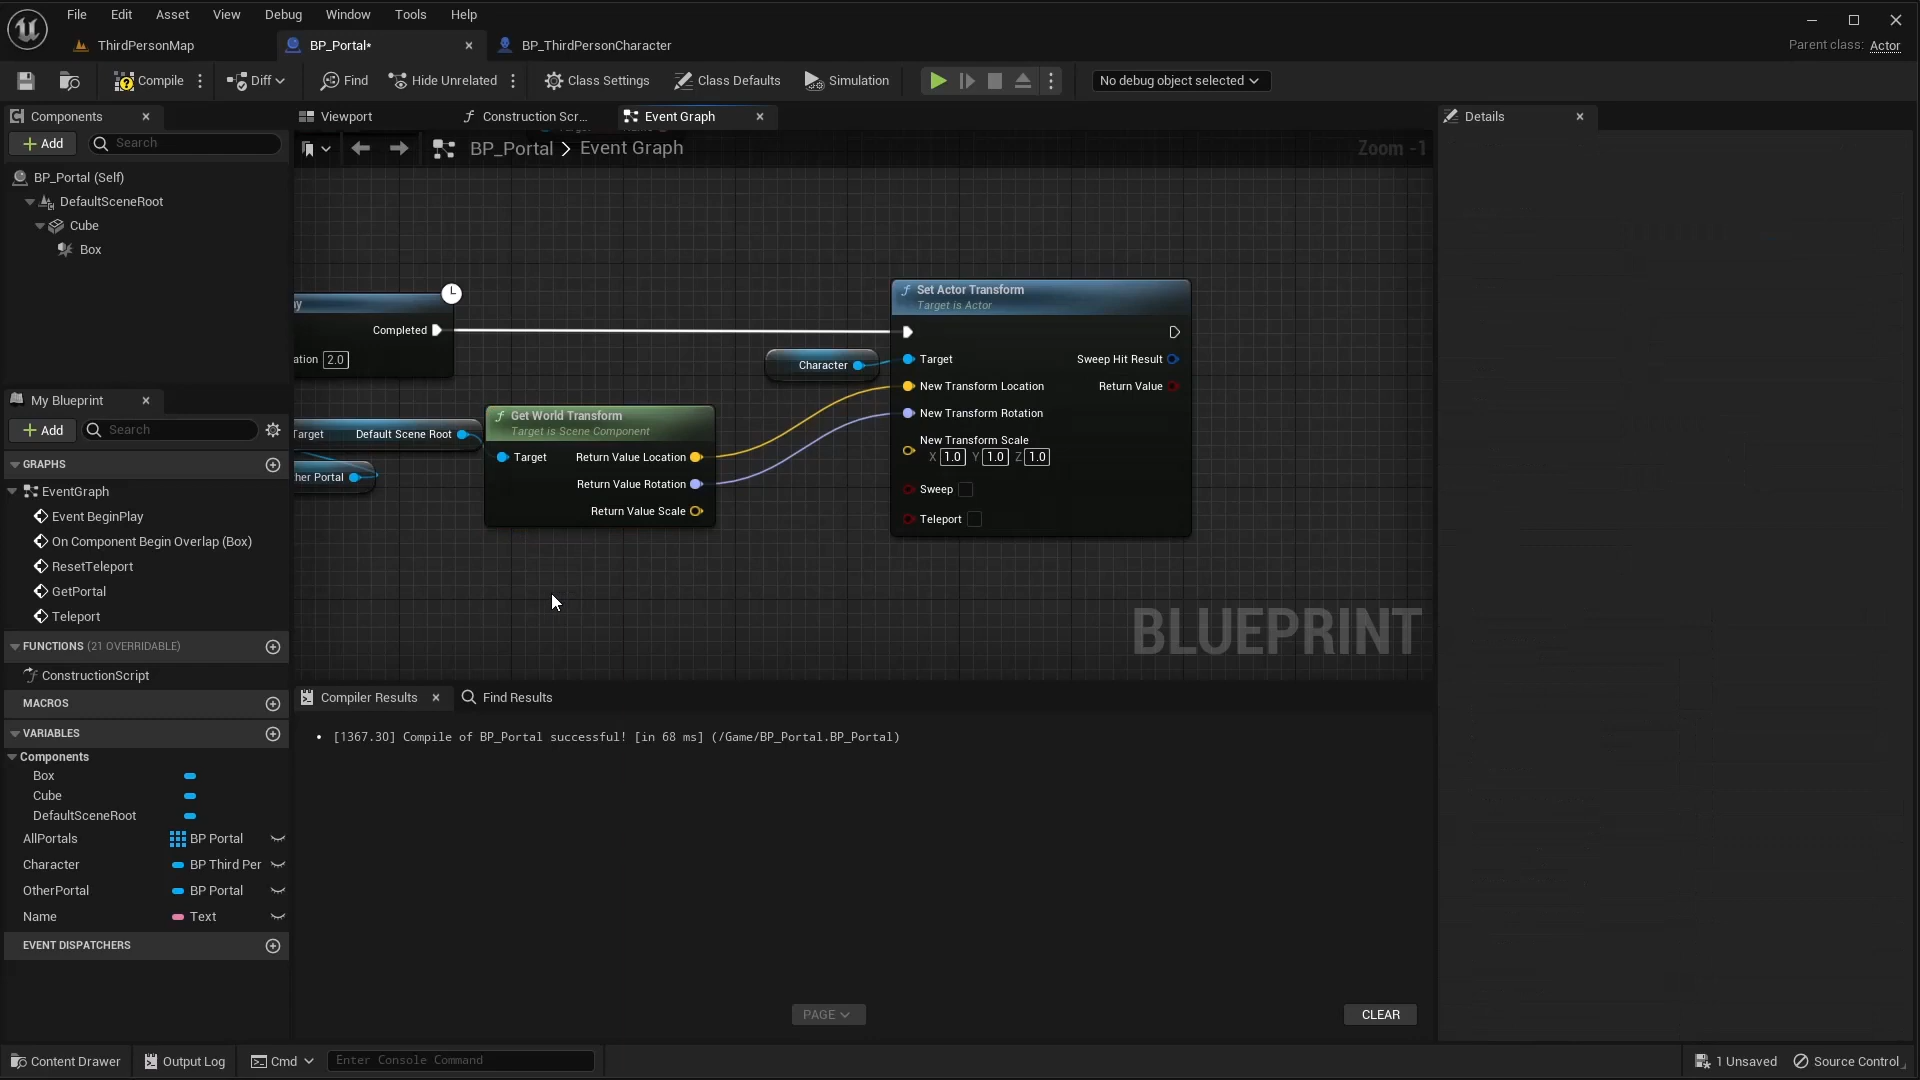 File Edit Asset View Debug Window Tools Help
ThirdPersonMap BP_Portal* BP_ThirdPersonCharacter
Parent class: Actor
Compile Diff Find Hide Unrelated Class Settings Class Defaults Simulation No debug object selected
Components
Add Search
BP_Portal (Self)
DefaultSceneRoot
Cube
Box
My Blueprint
Add Search
GRAPHS
EventGraph
Event BeginPlay
On Component Begin Overlap (Box)
ResetTeleport
GetPortal
Teleport
FUNCTIONS (21 OVERRIDABLE)
ConstructionScript
MACROS
VARIABLES
Components
Box
Cube
DefaultSceneRoot
AllPortals BP Portal
Character BP Third Per
OtherPortal BP Portal
Name Text
EVENT DISPATCHERS
Viewport Construction Scr... Event Graph
BP_Portal > Event Graph
Zoom -1
Completed
ation 2.0
Target Default Scene Root
her Portal
Get World Transform
Target is Scene Component
Target Return Value Location
Return Value Rotation
Return Value Scale
Character
Set Actor Transform
Target is Actor
Target Sweep Hit Result
New Transform Location Return Value
New Transform Rotation
New Transform Scale
X 1.0 Y 1.0 Z 1.0
Sweep
Teleport
BLUEPRINT
Compiler Results Find Results
[1367.30] Compile of BP_Portal successful! [in 68 ms] (/Game/BP_Portal.BP_Portal)
PAGE CLEAR
Details
Content Drawer Output Log Cmd Enter Console Command 1 Unsaved Source Control